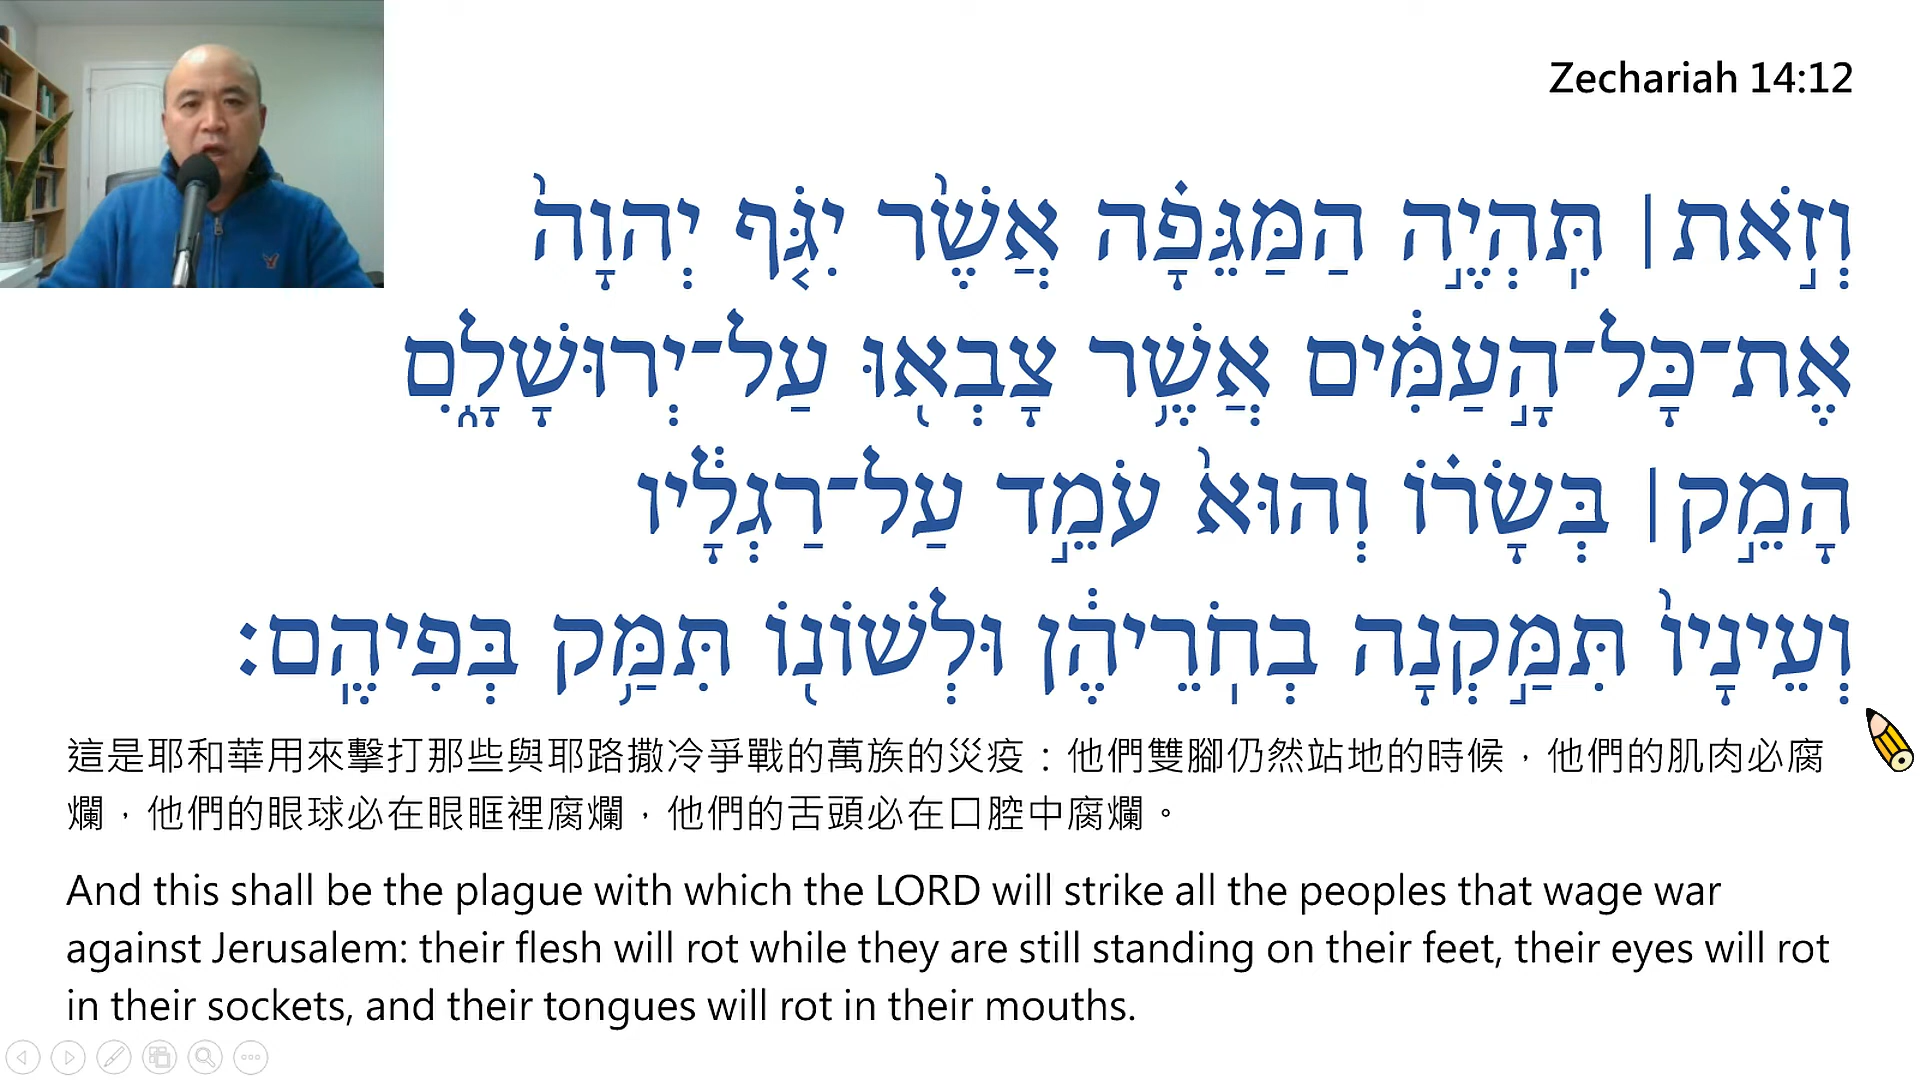 Zechariah 14:12
וְזֹ֣את ׀ תִּֽהְיֶ֣ה הַמַּגֵּפָ֗ה אֲשֶׁ֨ר יִגֹּ֤ף יְהוָה֙
אֶת־כָּל־הָ֣עַמִּ֔ים אֲשֶׁ֥ר צָבְא֖וּ עַל־יְרוּשָׁלָ֑͏ִם
הָמֵ֣ק ׀ בְּשָׂר֗וֹ וְהוּא֙ עֹמֵ֣ד עַל־רַגְלָ֔יו
וְעֵינָיו֙ תִּמַּ֣קְנָה בְחֹֽרֵיהֶ֔ן וּלְשׁוֹנ֖וֹ תִּמַּ֥ק בְּפִיהֶֽם׃
這是耶和華用來擊打那些與耶路撒冷爭戰的萬族的災疫：他們雙腳仍然站地的時候，他們的肌肉必腐
爛，他們的眼球必在眼眶裡腐爛，他們的舌頭必在口腔中腐爛。
And this shall be the plague with which the LORD will strike all the peoples that wage war
against Jerusalem: their flesh will rot while they are still standing on their feet, their eyes will rot
in their sockets, and their tongues will rot in their mouths.